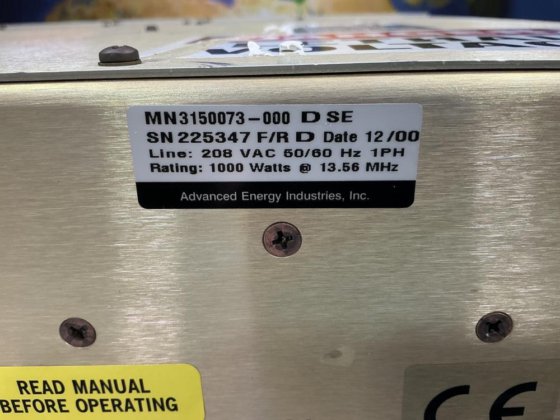 MN3150073-000 D SE
SN 225347 F/R D Date 12/00
Line: 208 VAC 50/60 Hz 1PH
Rating: 1000 Watts @ 13.56 MHz
Advanced Energy Industries, Inc.
READ MANUAL
BEFORE OPERATING
CE